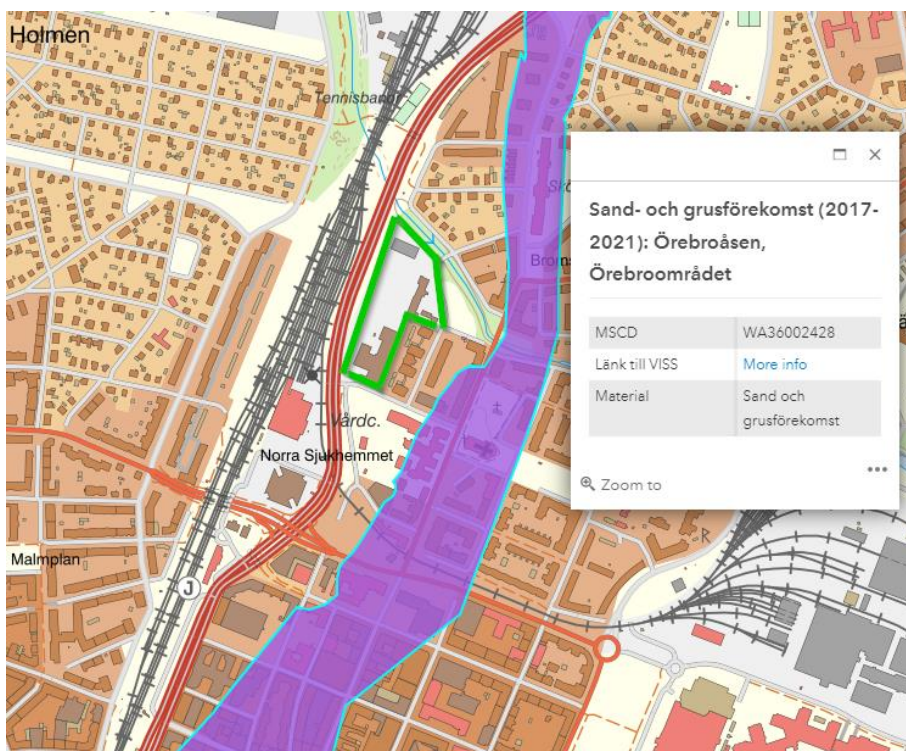 Holmen
Tennisbanor
Sand- och grusförekomst (2017-
2021): Örebroåsen,
Örebroområdet
MSCD WA36002428
Länk till VISS More info
Material Sand och
grusförekomst
Zoom to
Vårdc.
Norra Sjukhemmet
Malmplan
J
R